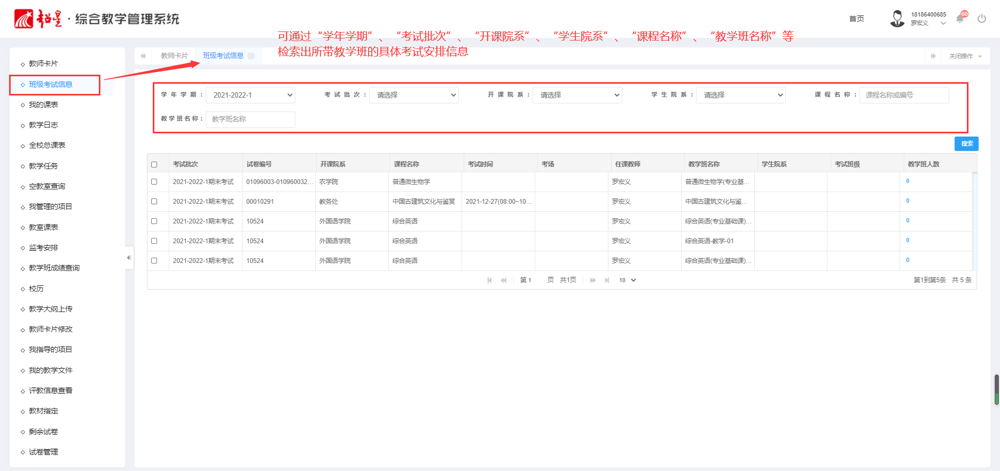 超星 · 综合教学管理系统
首页
18186400685
罗宏义
60
可通过“学年学期”、“考试批次”、“开课院系”、“学生院系”、“课程名称”、“教学班名称”等
检索出所带教学班的具体考试安排信息
教师卡片
班级考试信息
关闭操作
教师卡片
班级考试信息
我的课表
教学日志
全校总课表
教学任务
空教室查询
我管理的项目
教室课表
监考安排
教学班成绩查询
校历
教学大纲上传
教师卡片修改
我指导的项目
我的教学文件
评教信息查看
教材指定
剩余试卷
试卷管理
学年学期： 2021-2022-1 考试批次： 请选择 开课院系： 请选择 学生院系： 请选择 课程名称： 课程名称或编号
教学班名称： 教学班名称
搜索
考试批次 试卷编号 开课院系 课程名称 考试时间 考场 任课教师 教学班名称 学生院系 考试班级 教学班人数
2021-2022-1期末考试 01096003-010960032... 农学院 普通微生物学 罗宏义 普通微生物学(专业基... 0
2021-2022-1期末考试 00010291 教务处 中国古建筑文化与鉴赏 2021-12-27(08:00~10... 罗宏义 中国古建筑文化与鉴... 0
2021-2022-1期末考试 10524 外国语学院 综合英语 罗宏义 综合英语(专业基础课)... 0
2021-2022-1期末考试 10524 外国语学院 综合英语 罗宏义 综合英语-教学-01 0
2021-2022-1期末考试 10524 外国语学院 综合英语 罗宏义 综合英语(专业基础课)... 0
第 1 页 共1页 10 第1到第5条 共 5 条